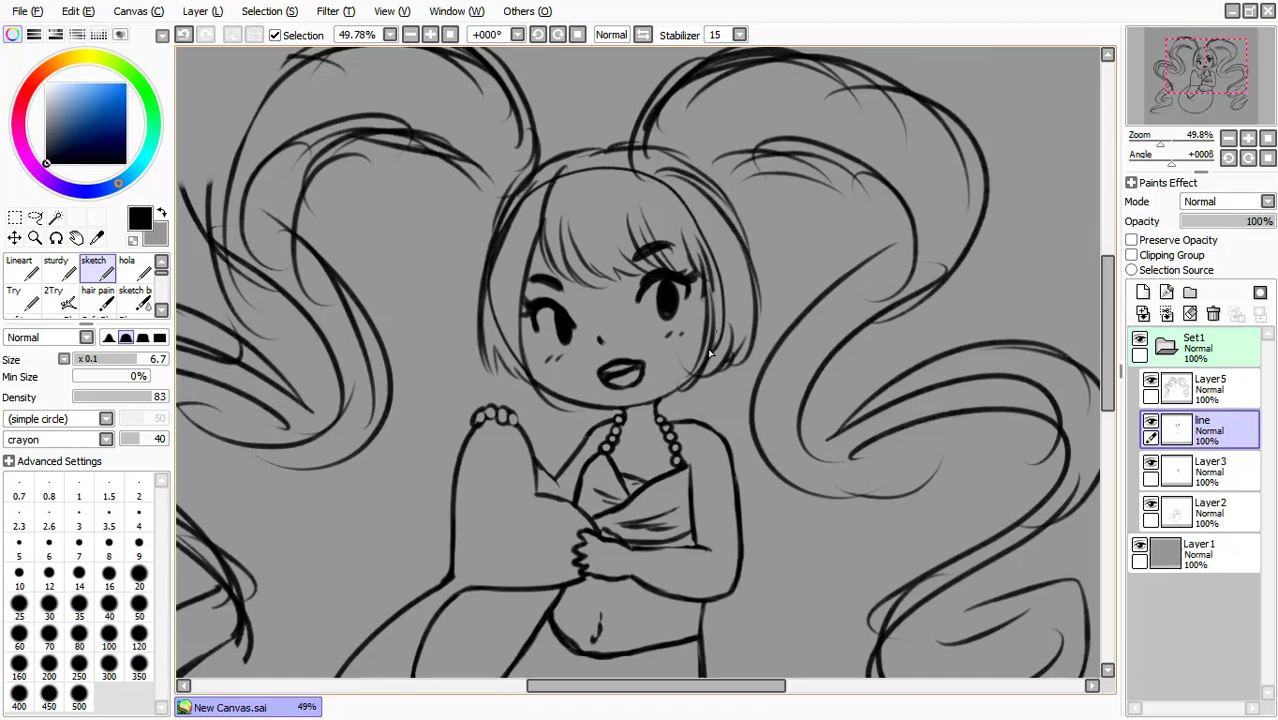 File (F) Edit (E) Canvas (C) Layer (L) Selection (S) Filter (T) View (V) Window (W) Others (O)
Selection 49.78% +000° Normal Stabilizer 15
Zoom 49.8%
Angle +000θ
Paints Effect
Mode Normal
Opacity 100%
Preserve Opacity
Clipping Group
Selection Source
Lineart sturdy sketch hola
Try 2Try hair pain sketch b
Normal
Size x 0.1 6.7
Min Size 0%
Density 83
(simple circle) 50
crayon 40
Advanced Settings
0.7 0.8 1 1.5 2
2.3 2.6 3 3.5 4
5 6 7 8 9
10 12 14 16 20
25 30 35 40 50
60 70 80 100 120
160 200 250 300 350
400 450 500
Set1
Normal
100%
Layer5
Normal
100%
line
Normal
100%
Layer3
Normal
100%
Layer2
Normal
100%
Layer1
Normal
100%
New Canvas.sai 49%